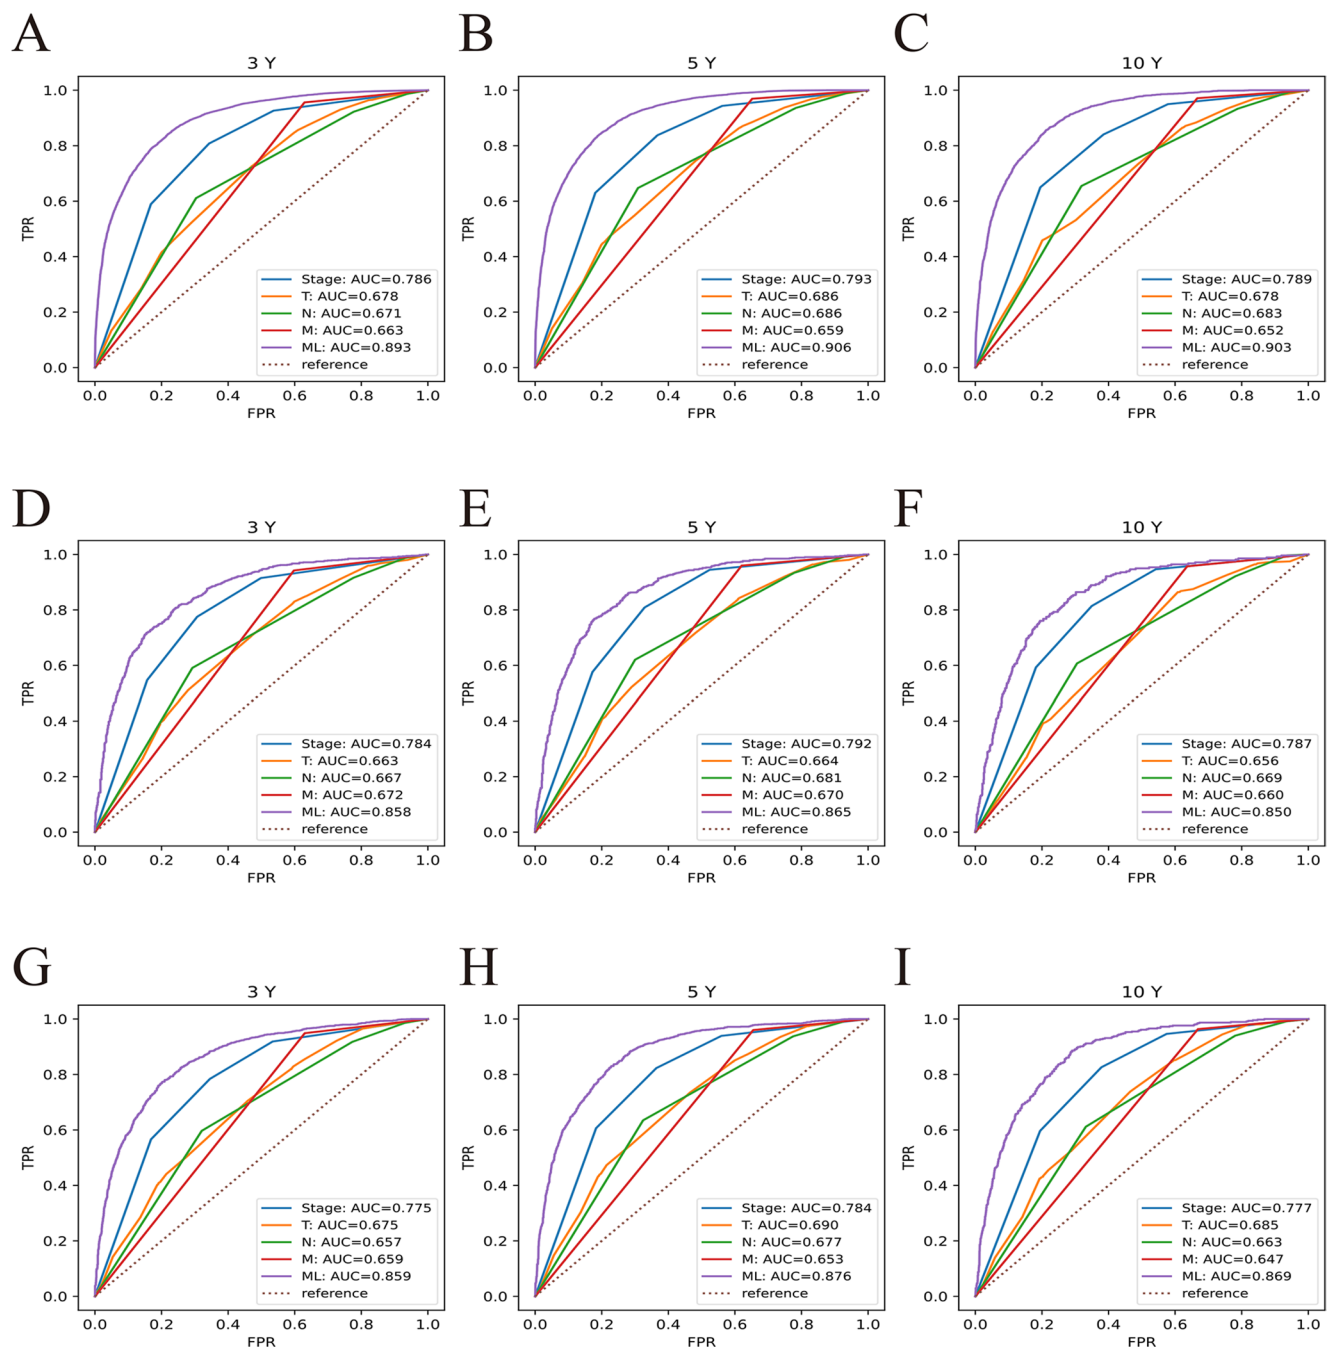 A
3 Y
1.0
0.8
0.6
0.4
0.2
0.0
TPR
Stage: AUC=0.786
T: AUC=0.678
N: AUC=0.671
M: AUC=0.663
ML: AUC=0.893
reference
0.0 0.2 0.4 0.6 0.8 1.0
FPR
B
5 Y
1.0
0.8
0.6
0.4
0.2
0.0
TPR
Stage: AUC=0.793
T: AUC=0.686
N: AUC=0.686
M: AUC=0.659
ML: AUC=0.906
reference
0.0 0.2 0.4 0.6 0.8 1.0
FPR
C
10 Y
1.0
0.8
0.6
0.4
0.2
0.0
TPR
Stage: AUC=0.789
T: AUC=0.678
N: AUC=0.683
M: AUC=0.652
ML: AUC=0.903
reference
0.0 0.2 0.4 0.6 0.8 1.0
FPR
D
3 Y
1.0
0.8
0.6
0.4
0.2
0.0
TPR
Stage: AUC=0.784
T: AUC=0.663
N: AUC=0.667
M: AUC=0.672
ML: AUC=0.858
reference
0.0 0.2 0.4 0.6 0.8 1.0
FPR
E
5 Y
1.0
0.8
0.6
0.4
0.2
0.0
TPR
Stage: AUC=0.792
T: AUC=0.664
N: AUC=0.681
M: AUC=0.670
ML: AUC=0.865
reference
0.0 0.2 0.4 0.6 0.8 1.0
FPR
F
10 Y
1.0
0.8
0.6
0.4
0.2
0.0
TPR
Stage: AUC=0.787
T: AUC=0.656
N: AUC=0.669
M: AUC=0.660
ML: AUC=0.850
reference
0.0 0.2 0.4 0.6 0.8 1.0
FPR
G
3 Y
1.0
0.8
0.6
0.4
0.2
0.0
TPR
Stage: AUC=0.775
T: AUC=0.675
N: AUC=0.657
M: AUC=0.659
ML: AUC=0.859
reference
0.0 0.2 0.4 0.6 0.8 1.0
FPR
H
5 Y
1.0
0.8
0.6
0.4
0.2
0.0
TPR
Stage: AUC=0.784
T: AUC=0.690
N: AUC=0.677
M: AUC=0.653
ML: AUC=0.876
reference
0.0 0.2 0.4 0.6 0.8 1.0
FPR
I
10 Y
1.0
0.8
0.6
0.4
0.2
0.0
TPR
Stage: AUC=0.777
T: AUC=0.685
N: AUC=0.663
M: AUC=0.647
ML: AUC=0.869
reference
0.0 0.2 0.4 0.6 0.8 1.0
FPR